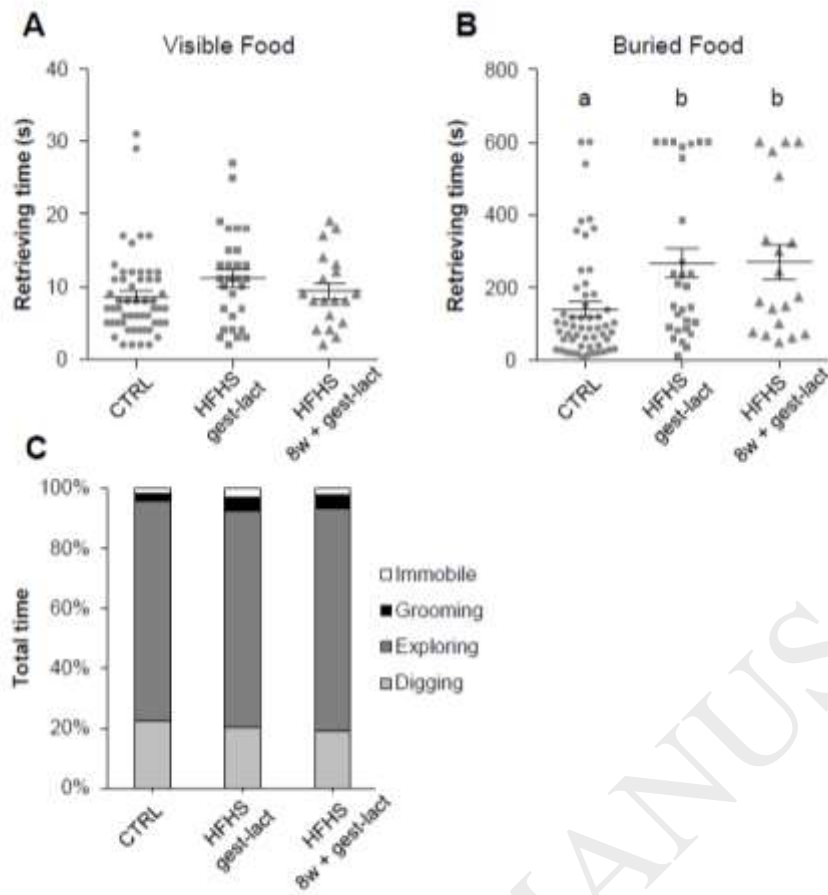 A
Visible Food
Retrieving time (s)
40
30
20
10
0
CTRL
HFHS
gest-lact
HFHS
8w + gest-lact
B
Buried Food
Retrieving time (s)
800
600
400
200
0
a
b
b
CTRL
HFHS
gest-lact
HFHS
8w + gest-lact
C
Total time
100%
80%
60%
40%
20%
0%
CTRL
HFHS
gest-lact
HFHS
8w + gest-lact
Immobile
Grooming
Exploring
Digging
ANUS